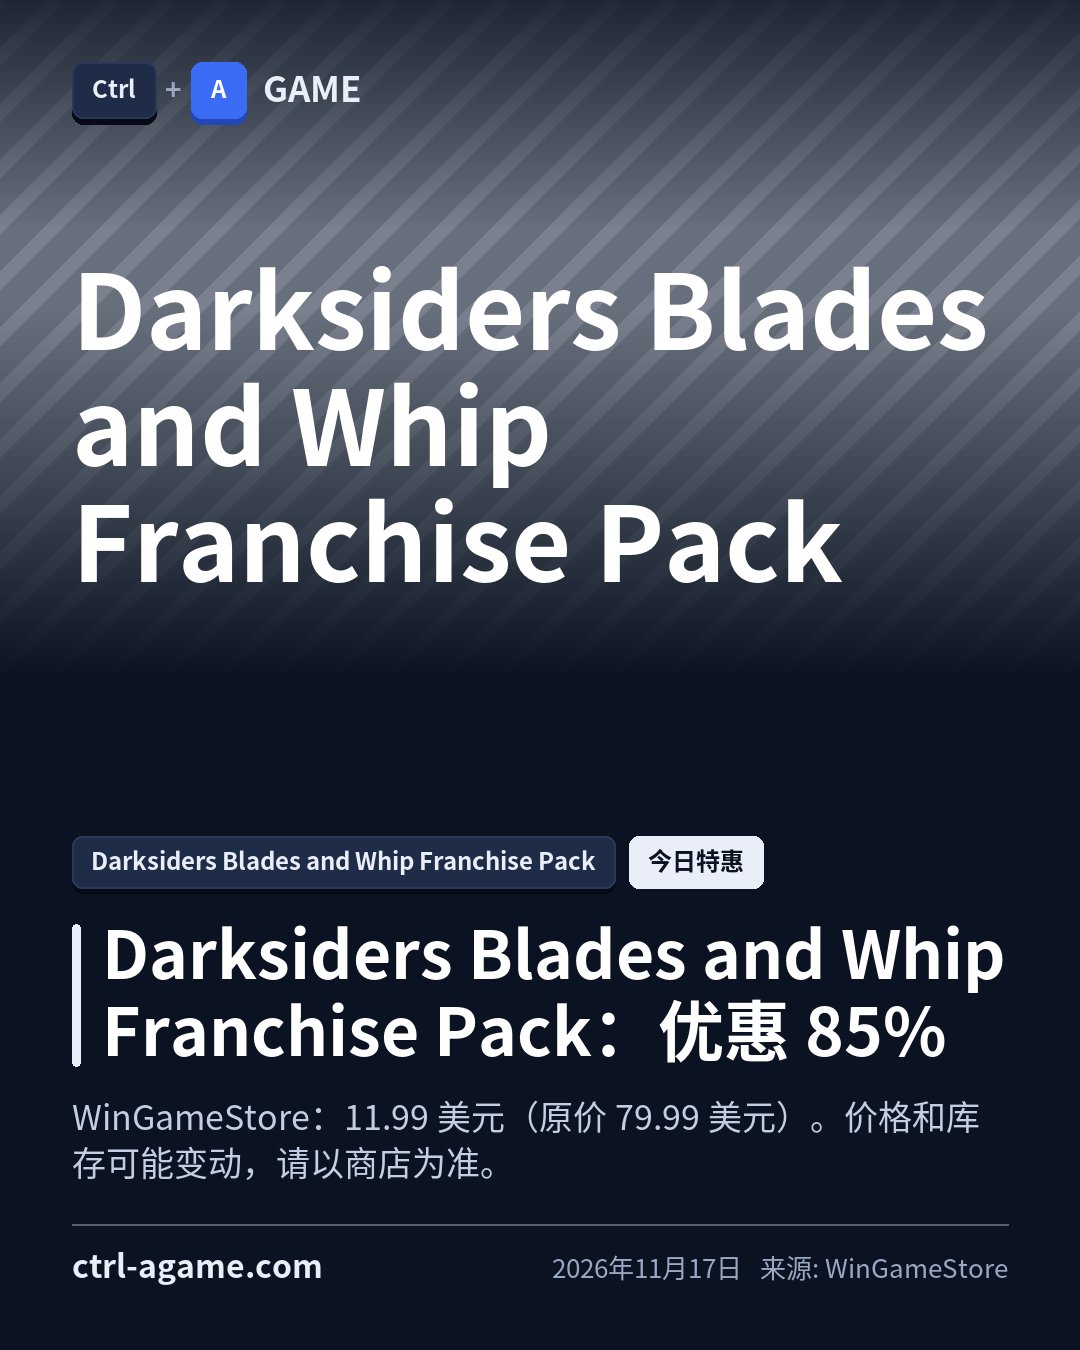 Ctrl + A GAME
Darksiders Blades
and Whip
Franchise Pack
Darksiders Blades and Whip Franchise Pack 今日特惠
Darksiders Blades and Whip
Franchise Pack：优惠 85%
WinGameStore：11.99 美元（原价 79.99 美元）。价格和库
存可能变动，请以商店为准。
ctrl-agame.com 2026年11月17日 来源: WinGameStore